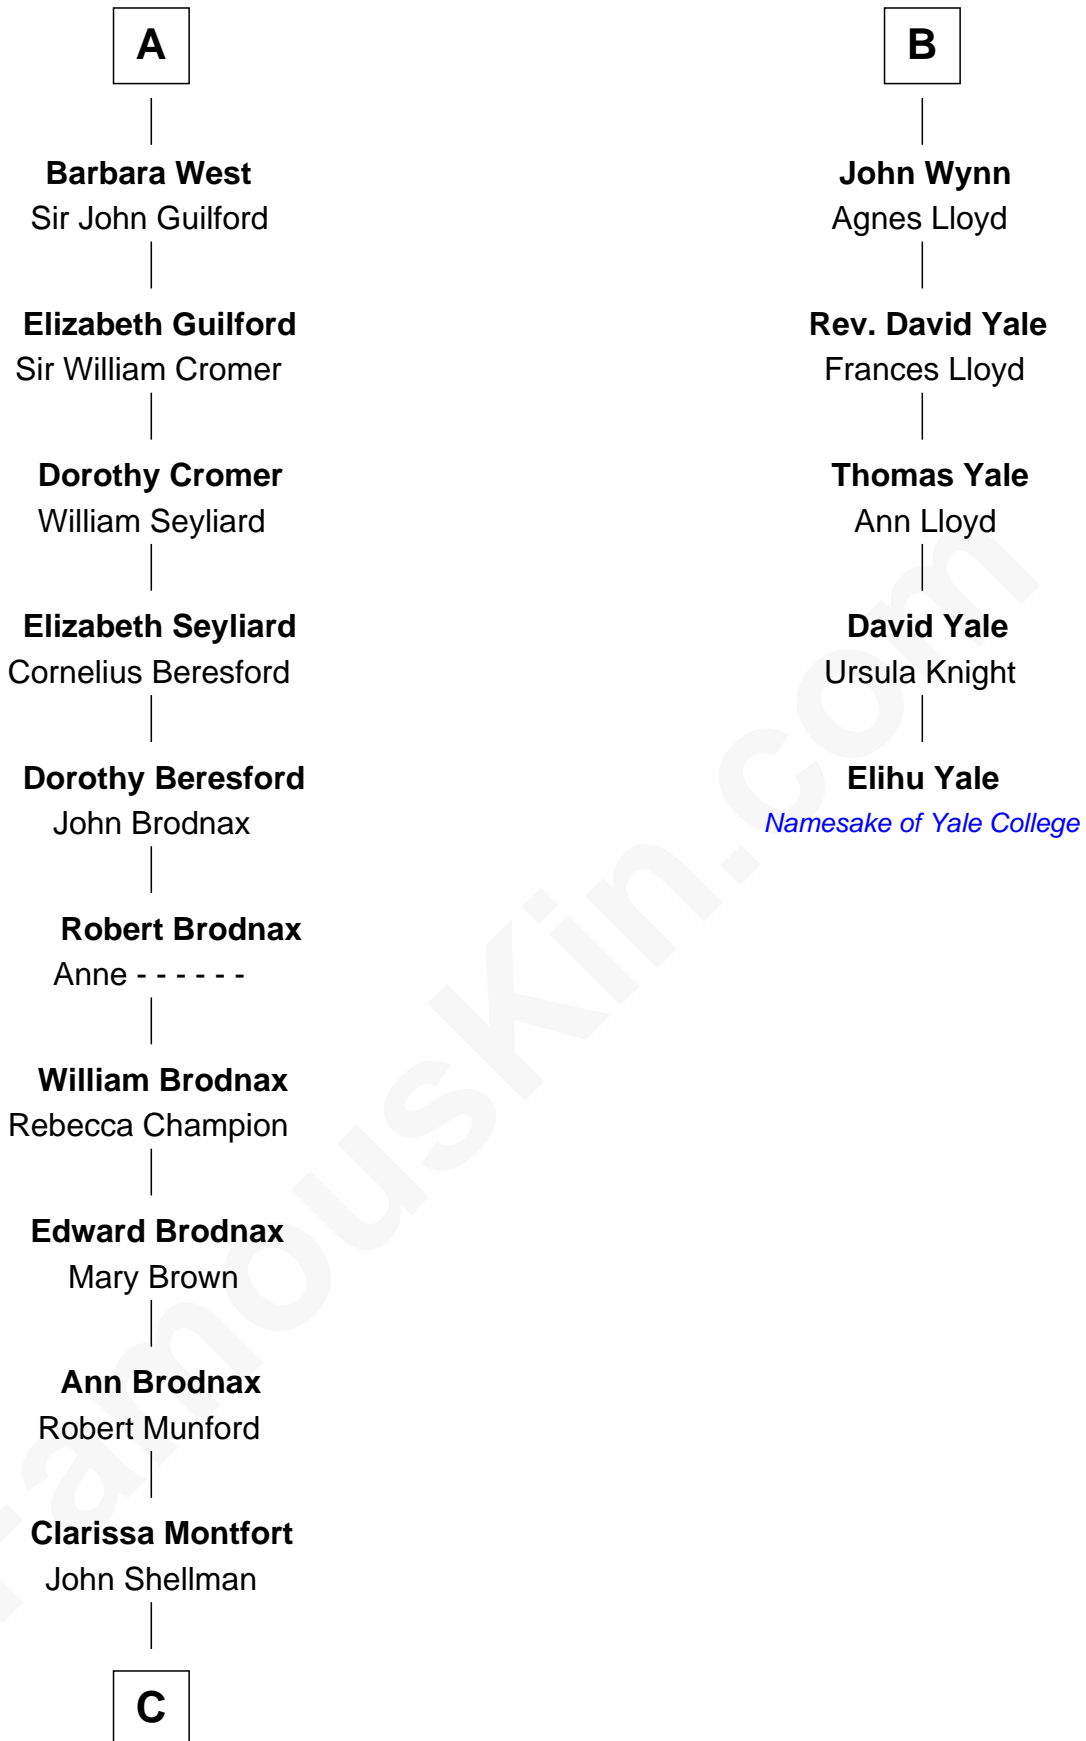 A
Barbara West
Sir John Guilford
Elizabeth Guilford
Sir William Cromer
Dorothy Cromer
William Seyliard
Elizabeth Seyliard
Cornelius Beresford
Dorothy Beresford
John Brodnax
Robert Brodnax
Anne - - - - - -
William Brodnax
Rebecca Champion
Edward Brodnax
Mary Brown
Ann Brodnax
Robert Munford
Clarissa Montfort
John Shellman
C
B
John Wynn
Agnes Lloyd
Rev. David Yale
Frances Lloyd
Thomas Yale
Ann Lloyd
David Yale
Ursula Knight
Elihu Yale
Namesake of Yale College
FamousKin.com